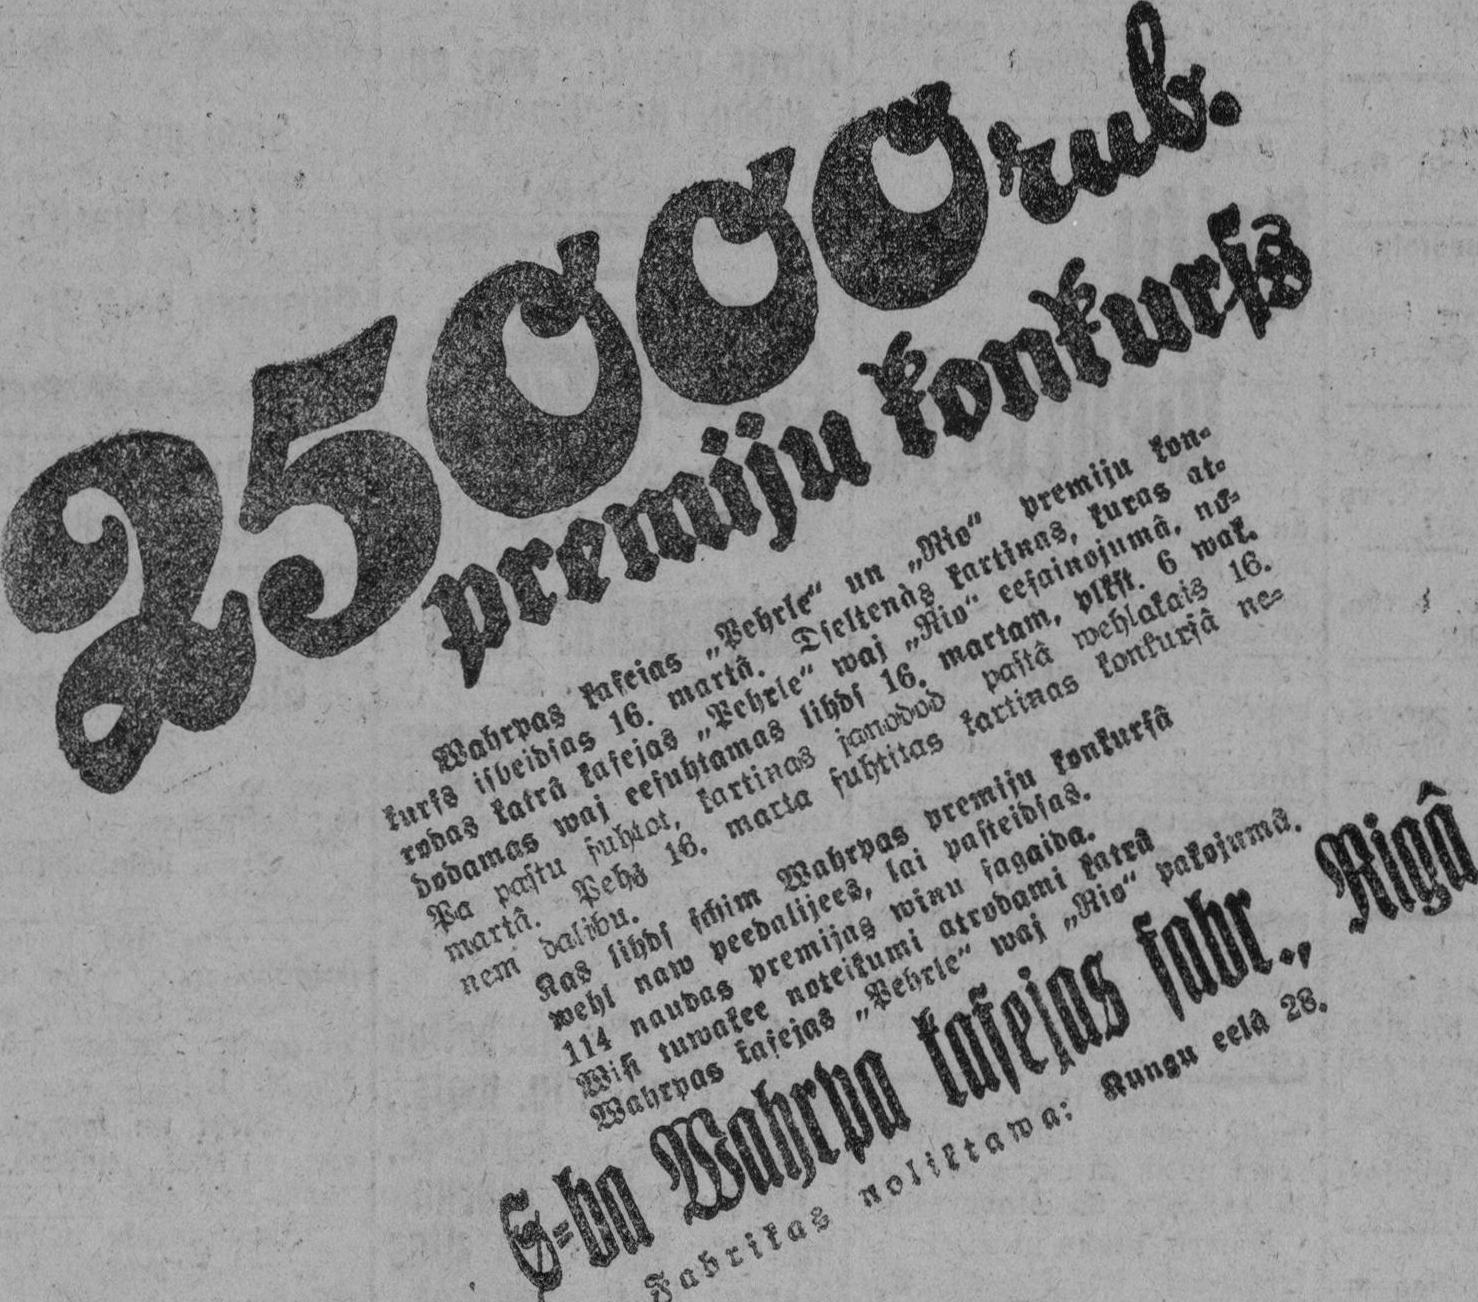 25000 rub.
premiju konkurſs
Wahrpas kafejas „Pehrle“ un „Rio“ premiju kon-
kurſs iſbeidſas 16. martâ. Dſeltenàs kartinas, kuras at-
rodas katrâ kafejas „Pehrle“ waj „Rio“ eeſainojumâ, no-
dodamas waj eeſuhtamas lihdſ 16. martam, plkſt. 6 wak.
Pa paſtu ſuhtot, kartinas janodod paſtâ wehlakais 16.
martâ. Pehz 16. marta ſuhtitas kartinas konkurſâ ne-
nem dalibu.
Kas lihdſ ſchim Wahrpas premiju konkurſâ
wehl naw peedalijees, lai paſteidſas.
114 naudas premijas winu ſagaida.
Wiſi tuwakee noteikumi atrodami katrâ
Wahrpas kafejas „Pehrle“ waj „Rio“ pakojumâ.
S-ba Wahrpa kafejas fabr., Rigâ
Fabrikas noliktawa: Kungu eelâ 28.